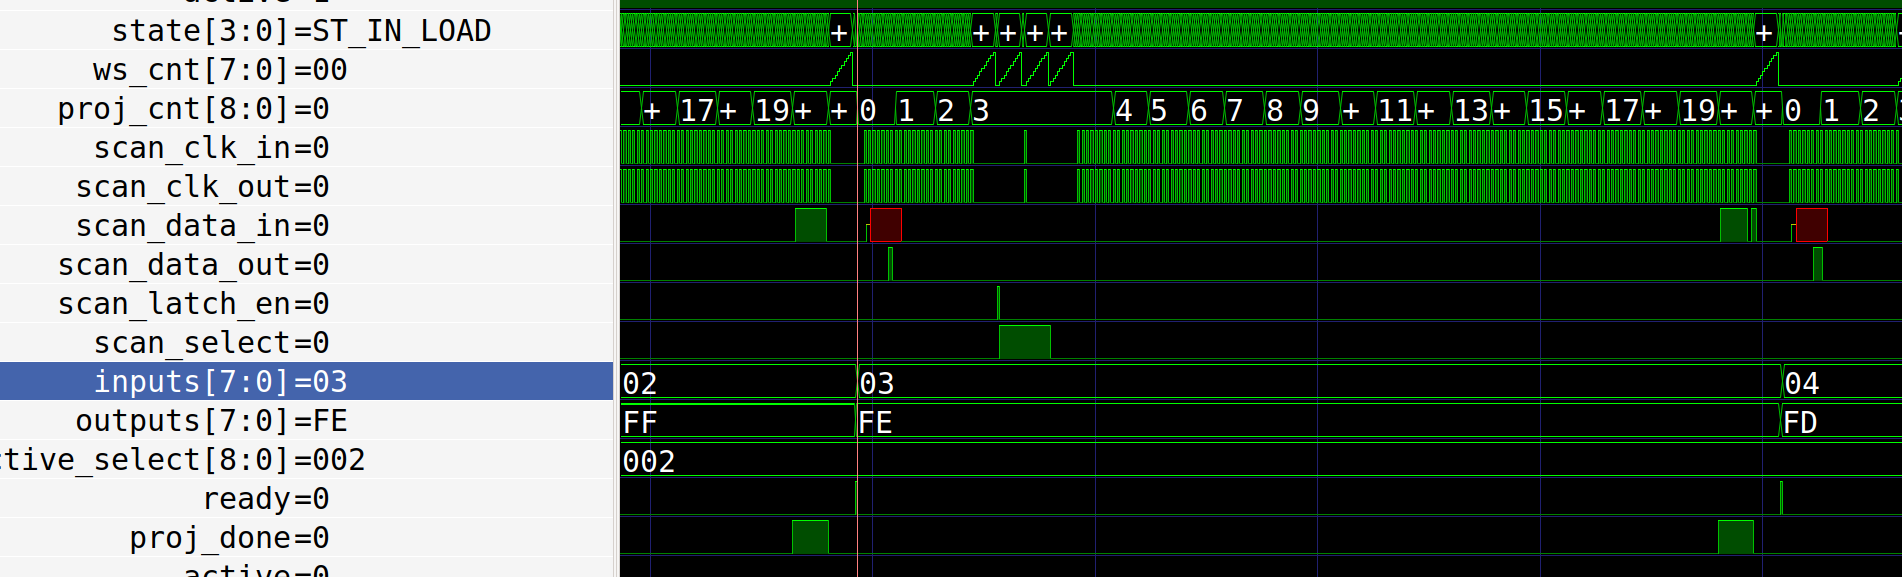 state[3:0]=ST_IN_LOAD + + + + + +
ws_cnt[7:0]=00
proj_cnt[8:0]=0 + 17 + 19 + + 0 1 2 3 4 5 6 7 8 9 + 11 + 13 + 15 + 17 + 19 + + 0 1 2
scan_clk_in=0
scan_clk_out=0
scan_data_in=0
scan_data_out=0
scan_latch_en=0
scan_select=0
inputs[7:0]=03 02 03 04
outputs[7:0]=FE FF FE FD
ctive_select[8:0]=002 002
ready=0
proj_done=0
active=0